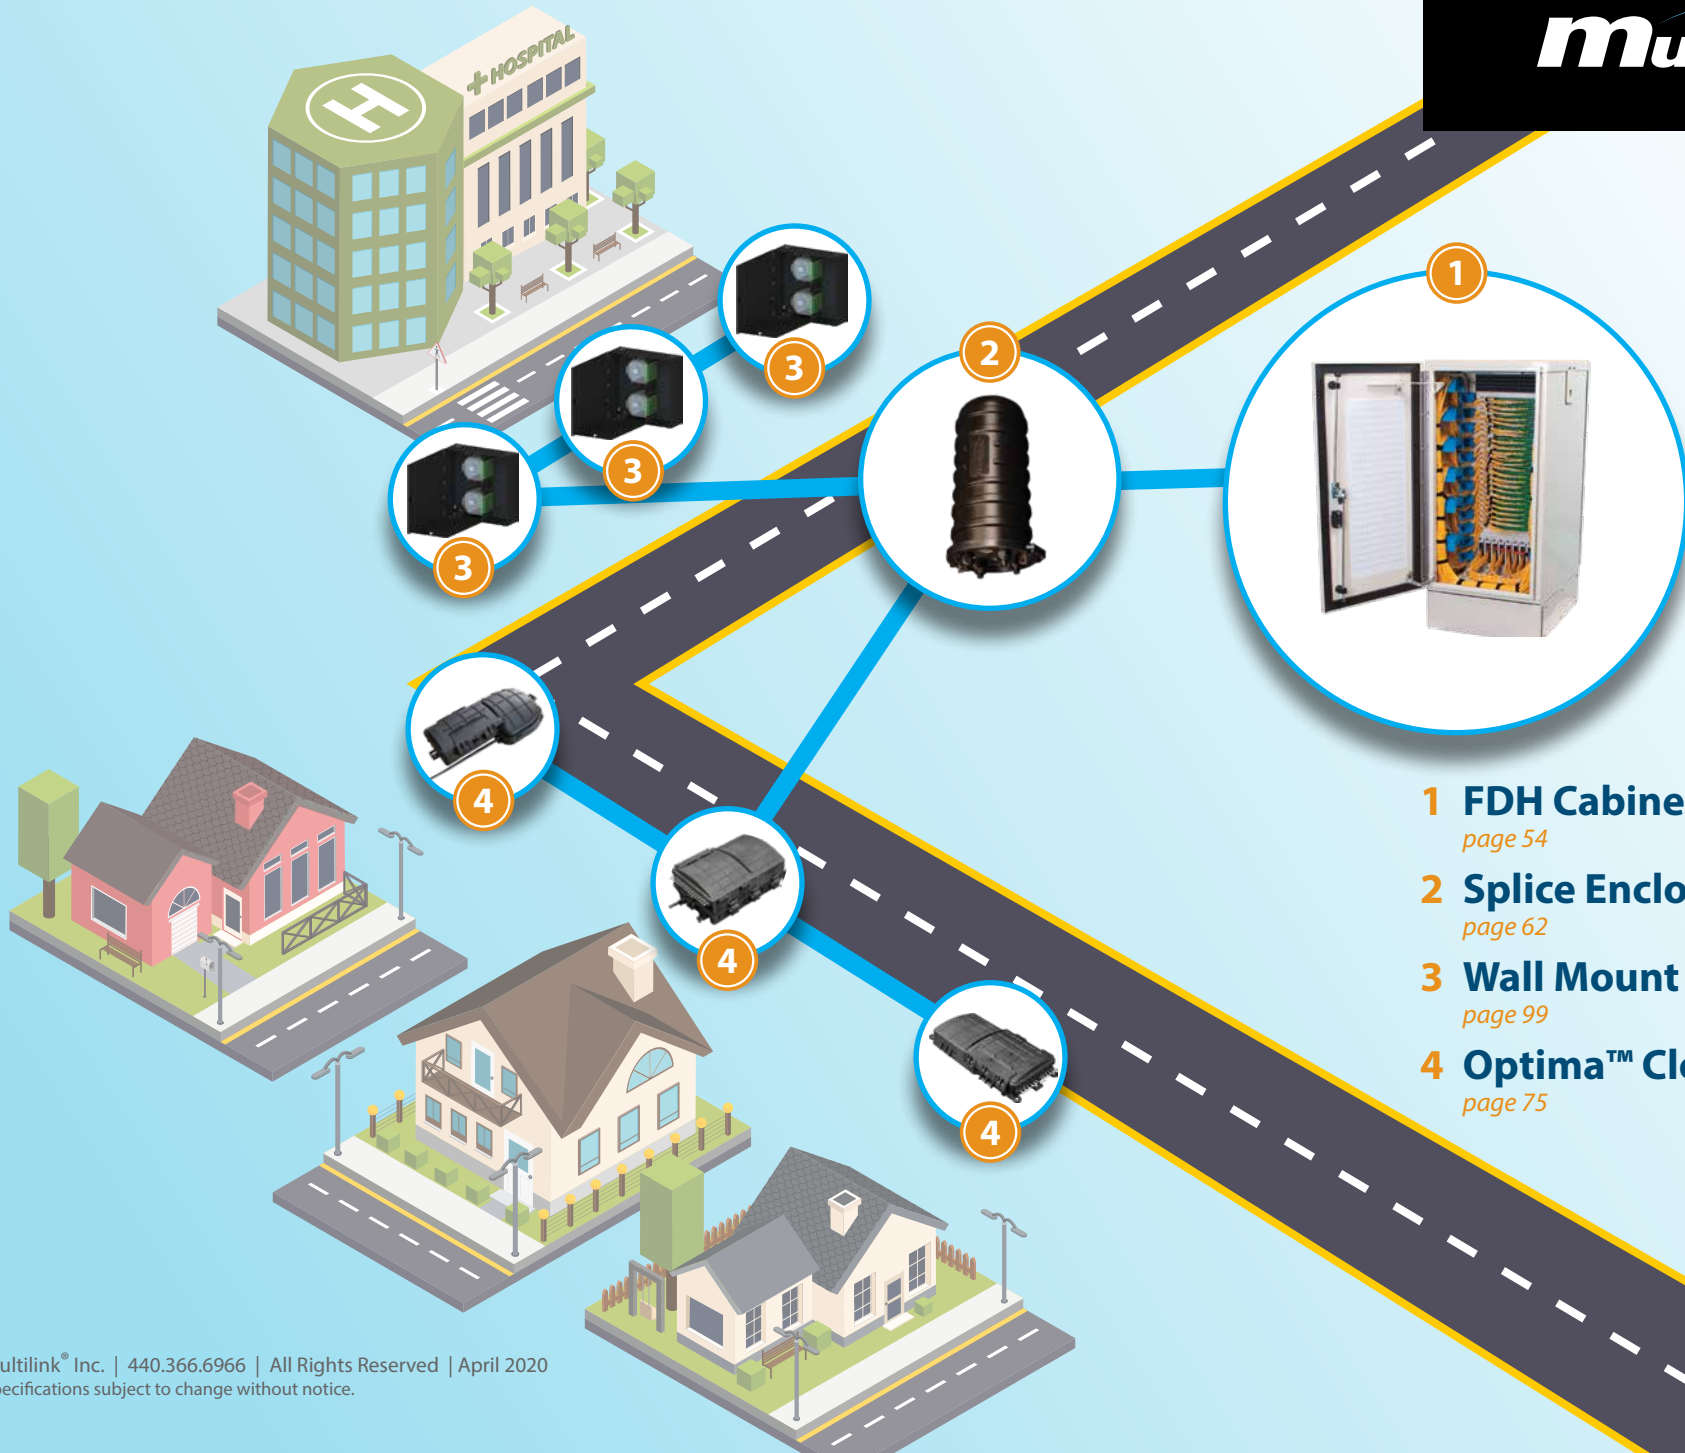 Mu
HOSPITAL
H
1
2
3
3
3
4
4
4
1 FDH Cabine
page 54
2 Splice Enclo
page 62
3 Wall Mount
page 99
4 Optima™ Clo
page 75
ultilink® Inc. | 440.366.6966 | All Rights Reserved | April 2020
pecifications subject to change without notice.